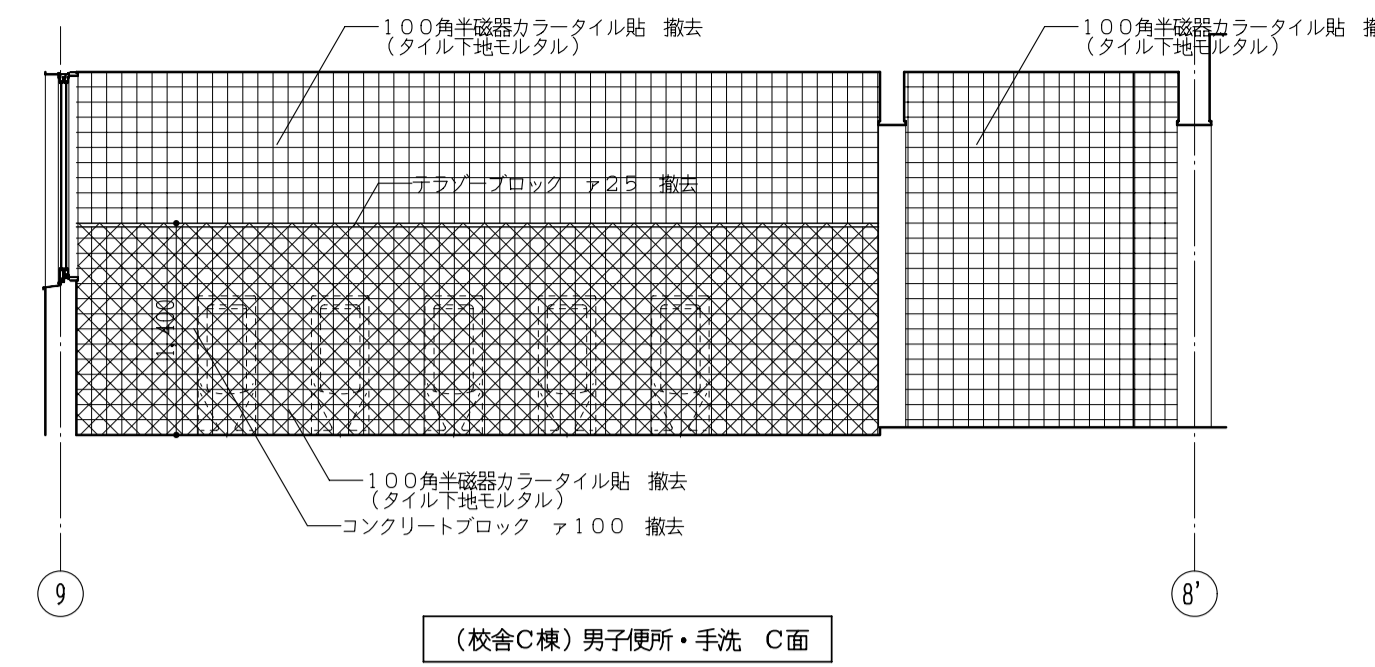 100角半磁器カラータイル貼　撤去
（タイル下地モルタル）
100角半磁器カラータイル貼
（タイル下地モルタル）
テラゾーブロック　ァ25　撤去
1,400
100角半磁器カラータイル貼　撤去
（タイル下地モルタル）
コンクリートブロック　ァ100　撤去
9
8'
（校舎C棟）男子便所・手洗　C面